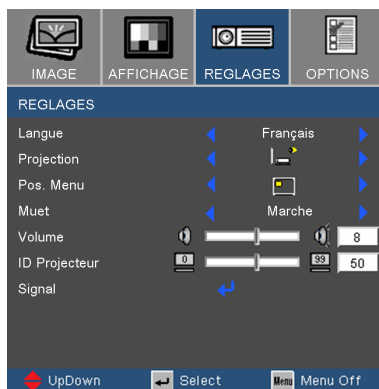 IMAGE AFFICHAGE REGLAGES OPTIONS
REGLAGES
Langue Français
Projection
Pos. Menu
Muet Marche
Volume 8
ID Projecteur 0 99 50
Signal
UpDown Select Menu Menu Off